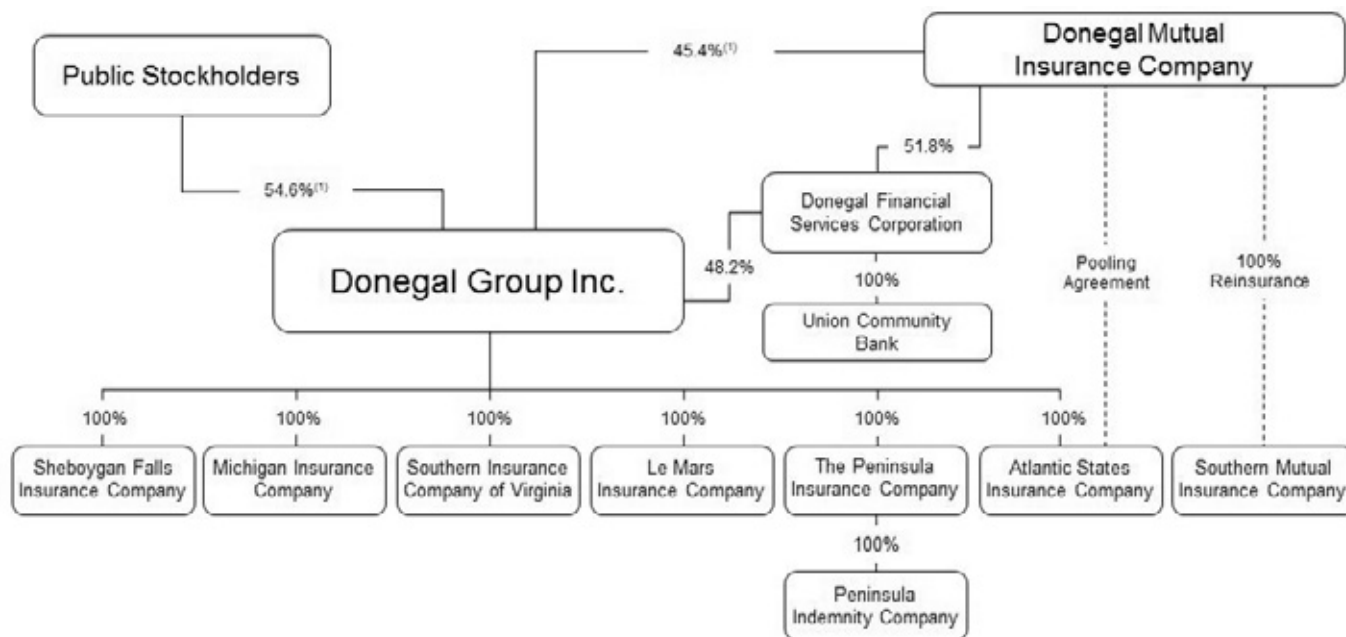 Public Stockholders
45.4%(1)
Donegal Mutual
Insurance Company
54.6%(1)
51.8%
Donegal Financial
Services Corporation
Donegal Group Inc.
48.2%
100%
Pooling
Agreement
100%
Reinsurance
Union Community
Bank
100%
100%
100%
100%
100%
100%
Sheboygan Falls
Insurance Company
Michigan Insurance
Company
Southern Insurance
Company of Virginia
Le Mars
Insurance Company
The Peninsula
Insurance Company
Atlantic States
Insurance Company
Southern Mutual
Insurance Company
100%
Peninsula
Indemnity Company